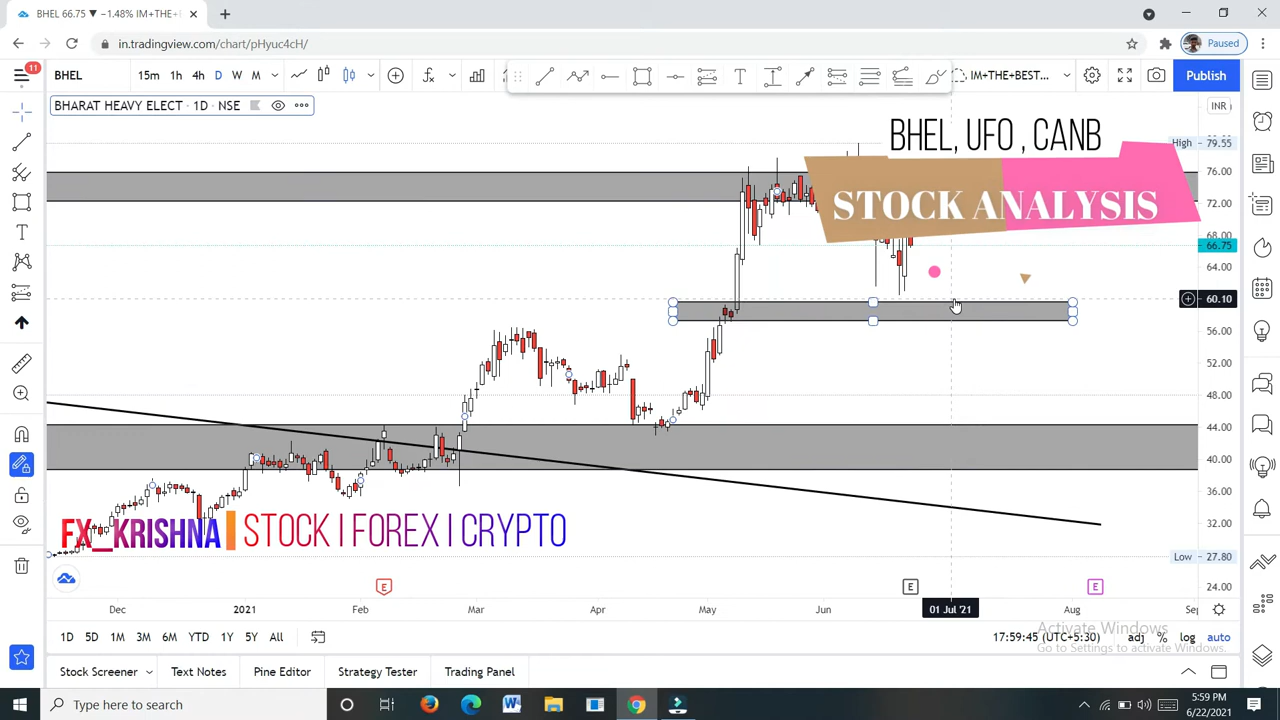 BHEL 66.75 ▼ −1.48% IM+THE+
in.tradingview.com/chart/pHyuc4cH/
Paused
11
BHEL
15m 1h 4h D W M
IM+THE BEST...
Publish
BHARAT HEAVY ELECT · 1D · NSE
INR
BHEL, UFO , CANB
STOCK ANALYSIS
High 79.55
76.00
72.00
68.00
66.75
64.00
60.10
56.00
52.00
48.00
44.00
40.00
36.00
32.00
Low 27.80
24.00
FX_KRISHNA STOCK I FOREX I CRYPTO
E E E
Dec 2021 Feb Mar Apr May Jun 01 Jul '21 Aug Sep
1D 5D 1M 3M 6M YTD 1Y 5Y All
17:59:45 (UTC+5:30) adj % log auto
Activate Windows
Go to Settings to activate Windows.
Stock Screener Text Notes Pine Editor Strategy Tester Trading Panel
Type here to search
5:59 PM
6/22/2021